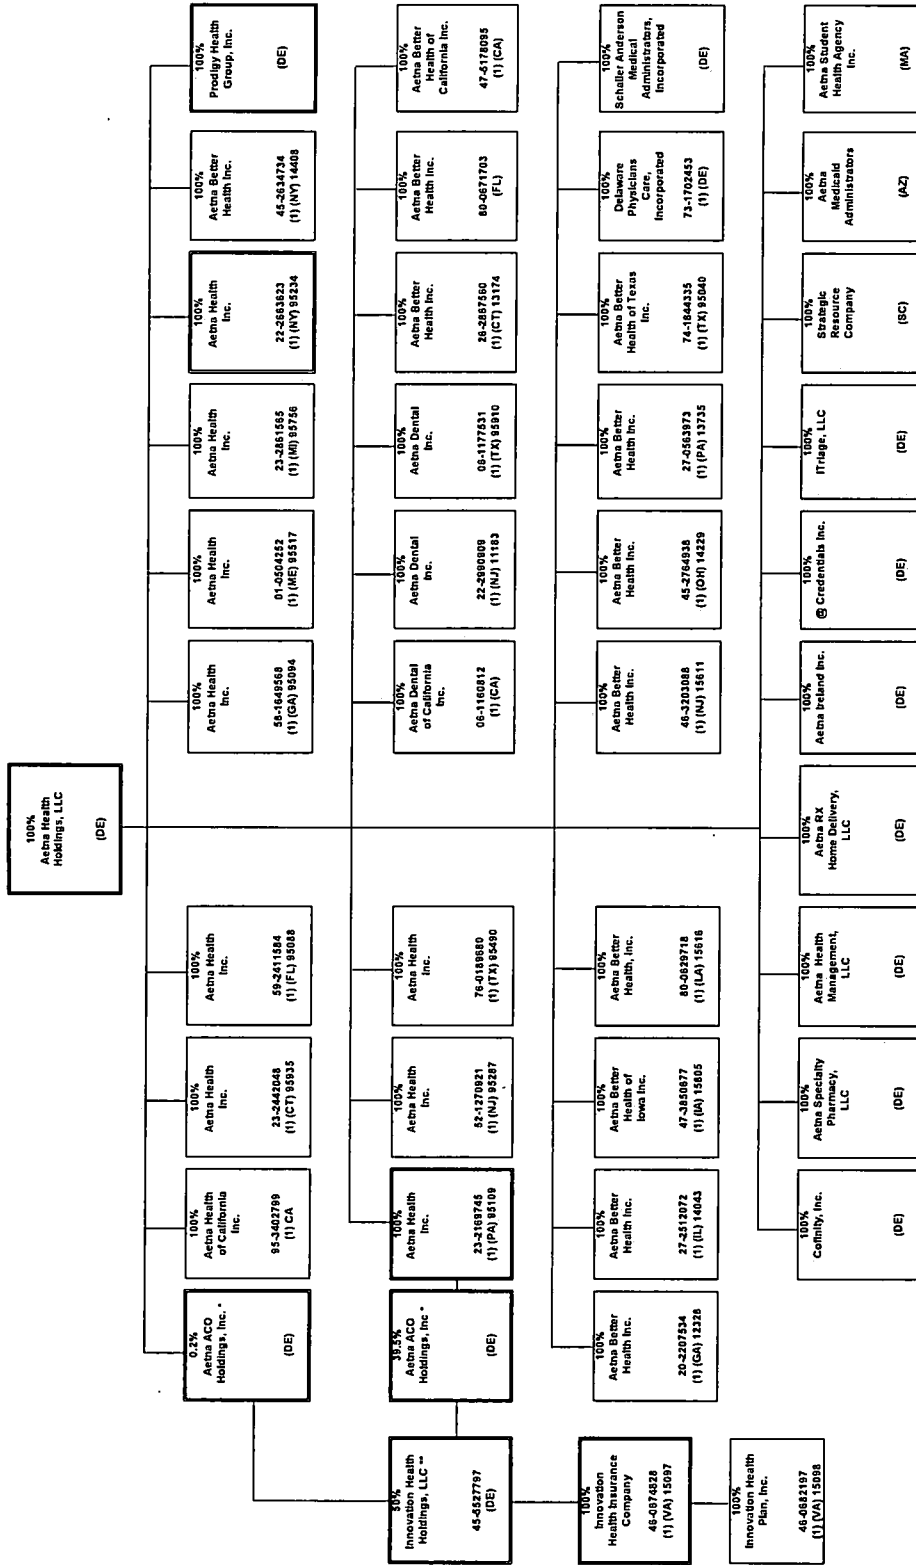 100%
Aetna Health
Holdings, LLC
(DE)
0.2%
Aetna ACO
Holdings, Inc. *
(DE)
100%
Aetna Health
of California
Inc.
95-3402799
(1) CA
100%
Aetna Health
Inc.
23-2442048
(1) (CT) 95935
100%
Aetna Health
Inc.
59-2411584
(1) (FL) 95088
100%
Aetna Health
Inc.
58-1649568
(1) (GA) 95094
100%
Aetna Health
Inc.
01-0504252
(1) (ME) 95517
100%
Aetna Health
Inc.
23-2861565
(1) (MI) 95756
100%
Aetna Health
Inc.
22-2663623
(1) (NY) 95234
100%
Aetna Better
Health Inc.
45-2634734
(1) (NY) 14408
100%
Prodigy Health
Group, Inc.
(DE)
50%
Innovation Health
Holdings, LLC **
45-5527797
(DE)
39.5%
Aetna ACO
Holdings, Inc *
(DE)
100%
Aetna Health
Inc.
23-2169745
(1) (PA) 95109
100%
Aetna Health
Inc.
52-1270921
(1) (NJ) 95287
100%
Aetna Health
Inc.
76-0189680
(1) (TX) 95490
100%
Aetna Dental
of California
Inc.
06-1160812
(1) (CA)
100%
Aetna Dental
Inc.
22-2990909
(1) (NJ) 11183
100%
Aetna Dental
Inc.
06-1177531
(1) (TX) 95910
100%
Aetna Better
Health Inc.
26-2867560
(1) (CT) 13174
100%
Aetna Better
Health Inc.
80-0671703
(FL)
100%
Aetna Better
Health of
California Inc.
47-5178095
(1) (CA)
100%
Innovation
Health Insurance
Company
46-0674828
(1) (VA) 15097
100%
Aetna Better
Health Inc.
20-2207534
(1) (GA) 12328
100%
Aetna Better
Health Inc.
27-2512072
(1) (IL) 14043
100%
Aetna Better
Health of
Iowa Inc.
47-3850677
(1) (IA) 15805
100%
Aetna Better
Health, Inc.
80-0629718
(1) (LA) 15616
100%
Aetna Better
Health Inc.
46-3203088
(1) (NJ) 15611
100%
Aetna Better
Health Inc.
45-2764938
(1) (OH) 14229
100%
Aetna Better
Health Inc.
27-0563973
(1) (PA) 13735
100%
Aetna Better
Health of Texas
Inc.
74-1844335
(1) (TX) 95040
100%
Delaware
Physicians
Care,
Incorporated
73-1702453
(1) (DE)
100%
Schaller Anderson
Medical
Administrators,
Incorporated
(DE)
100%
Innovation Health
Plan, Inc.
46-0682197
(1) (VA) 15098
100%
Cofinity, Inc.
(DE)
100%
Aetna Specialty
Pharmacy,
LLC
(DE)
100%
Aetna Health
Management,
LLC
(DE)
100%
Aetna RX
Home Delivery,
LLC
(DE)
100%
Aetna Ireland Inc.
(DE)
100%
@ Credentials Inc.
(DE)
100%
ITriage, LLC
(DE)
100%
Strategic
Resource
Company
(SC)
100%
Aetna
Medicaid
Administrators
(AZ)
100%
Aetna Student
Health Agency
Inc.
(MA)